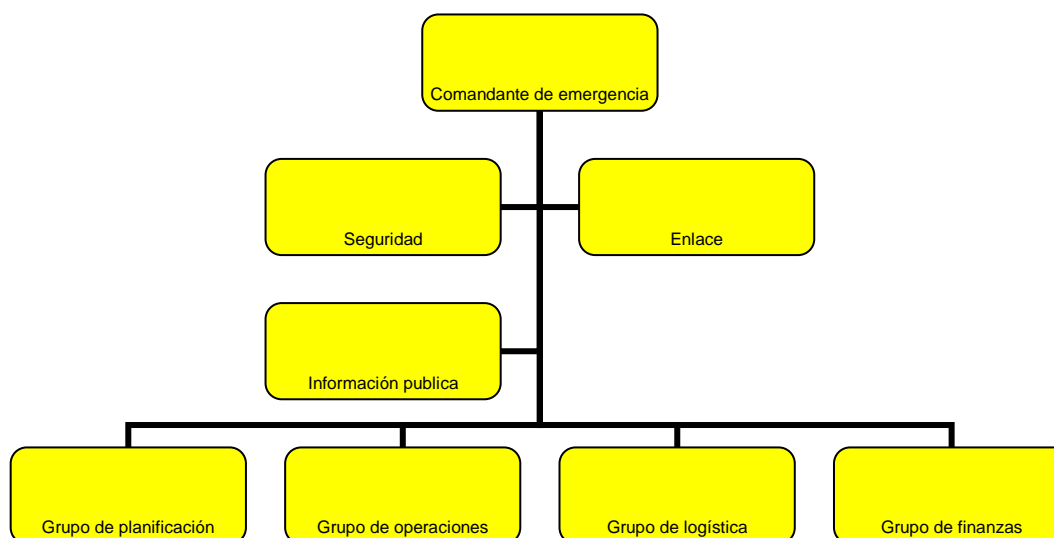 Comandante de emergencia
Seguridad
Enlace
Información publica
Grupo de planificación
Grupo de operaciones
Grupo de logística
Grupo de finanzas